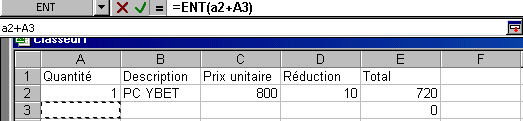 ENT =ENT(a2+A3)
a2+A3
Classeur1
A B C D E F
1 Quantité Description Prix unitaire Réduction Total
2 1 PC YBET 800 10 720
3 0